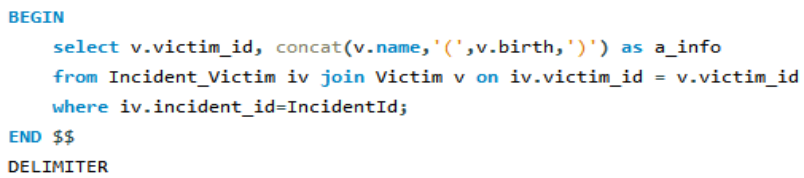 BEGIN
select v.victim_id, concat(v.name,'(',v.birth,')') as a_info
from Incident_Victim iv join Victim v on iv.victim_id = v.victim_id
where iv.incident_id=IncidentId;
END $$
DELIMITER